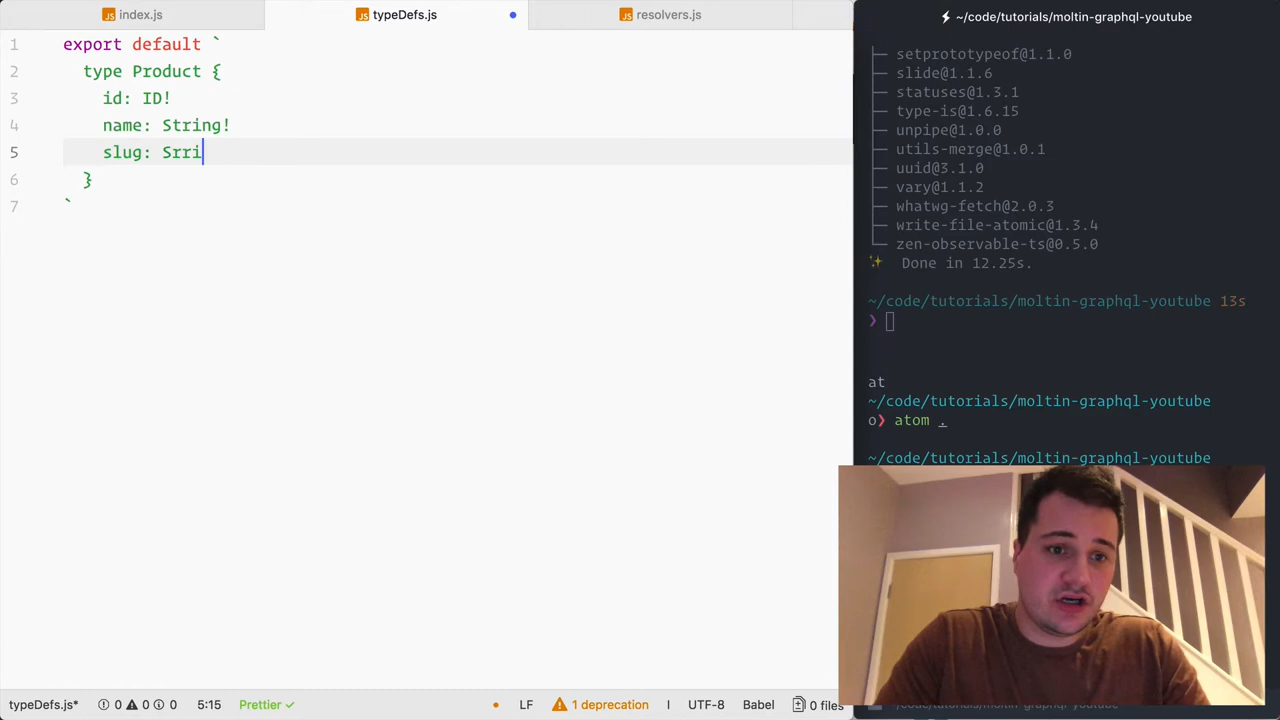 index.js
typeDefs.js
resolvers.js
1 export default `
2 type Product {
3 id: ID!
4 name: String!
5 slug: Srri
6 }
7 `
typeDefs.js* 0 0 0 5:15 Prettier ✓ LF 1 deprecation UTF-8 Babel 0 files
⚡ ~/code/tutorials/moltin-graphql-youtube
├─ setprototypeof@1.1.0
├─ slide@1.1.6
├─ statuses@1.3.1
├─ type-is@1.6.15
├─ unpipe@1.0.0
├─ utils-merge@1.0.1
├─ uuid@3.1.0
├─ vary@1.1.2
├─ whatwg-fetch@2.0.3
├─ write-file-atomic@1.3.4
└─ zen-observable-ts@0.5.0
✨ Done in 12.25s.
~/code/tutorials/moltin-graphql-youtube 13s
❯
at
~/code/tutorials/moltin-graphql-youtube
o❯ atom .
~/code/tutorials/moltin-graphql-youtube
~/code/tutorials/moltin-graphql-youtube